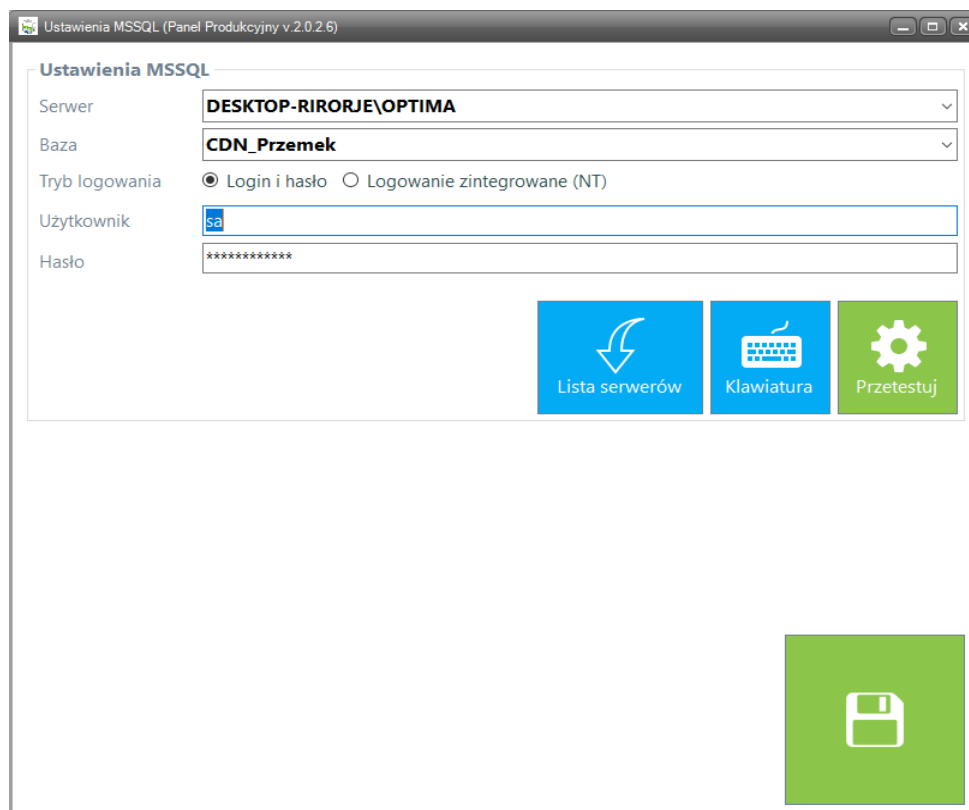 Ustawienia MSSQL (Panel Produkcyjny v.2.0.2.6)
Ustawienia MSSQL
Serwer DESKTOP-RIRORJE\OPTIMA
Baza CDN_Przemek
Tryb logowania Login i hasło Logowanie zintegrowane (NT)
Użytkownik sa
Hasło ************
Lista serwerów Klawiatura Przetestuj